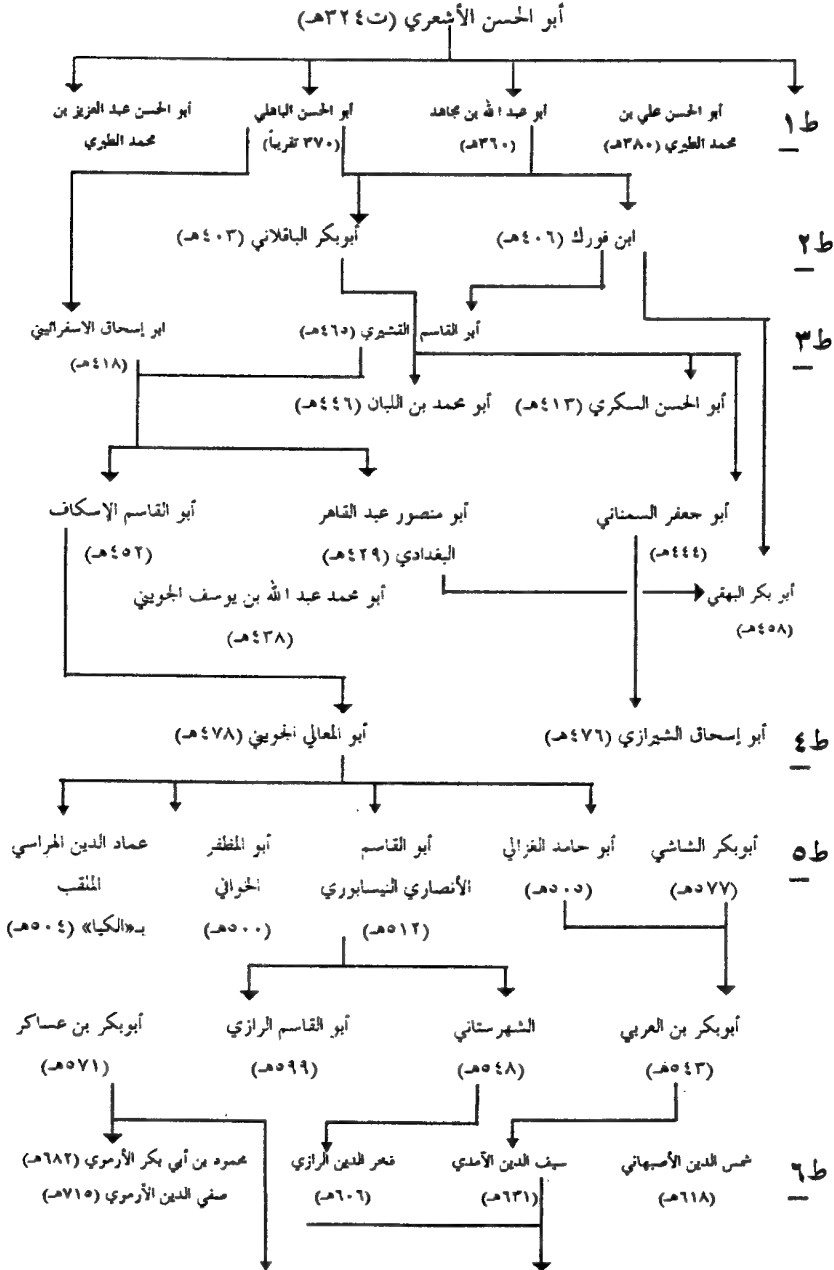 أبو الحسن الأشعري (ت٣٢٤هـ)
ط١
أبو الحسن علي بن
محمد الطبري (٣٨٠هـ)
أبو عبد الله بن مجاهد
(٣٦٠هـ)
أبو الحسن الباهلي
(٣٧٠ تقريباً)
أبو الحسن عبد العزيز بن
محمد الطبري
ط٢
ابن فورك (٤٠٦هـ)
أبوبكر الباقلاني (٤٠٣هـ)
ط٣
أبو القاسم القشيري (٤٦٥هـ)
ابو إسحاق الاسفرائيني
(٤١٨هـ)
أبو الحسن السكري (٤١٣هـ)
أبو محمد بن اللبان (٤٤٦هـ)
أبو جعفر السمناني
(٤٤٤هـ)
أبو منصور عبد القاهر
البغدادي (٤٢٩هـ)
أبو القاسم الإسكاف
(٤٥٢هـ)
أبو بكر البهقي
(٤٥٨هـ)
أبو محمد عبد الله بن يوسف الجويني
(٤٣٨هـ)
ط٤
أبو إسحاق الشيرازي (٤٧٦هـ)
أبو المعالي الجويني (٤٧٨هـ)
ط٥
أبوبكر الشاشي
(٥٧٧هـ)
أبو حامد الغزالي
(٥٠٥هـ)
أبو القاسم
الأنصاري النيسابوري
(٥١٢هـ)
أبو المظفر
الخوافي
(٥٠٠هـ)
عماد الدين الهراسي
الملقب
بـ«الكيا» (٥٠٤هـ)
أبوبكر بن العربي
(٥٤٣هـ)
الشهرستاني
(٥٤٨هـ)
أبو القاسم الرازي
(٥٩٩هـ)
أبوبكر بن عساكر
(٥٧١هـ)
ط٦
شمس الدين الأصبهاني
(٦١٨هـ)
سيف الدين الآمدي
(٦٣١هـ)
فخر الدين الرازي
(٦٠٦هـ)
محمود بن أبي بكر الأرموي (٦٨٢هـ)
صفي الدين الأرموي (٧١٥هـ)